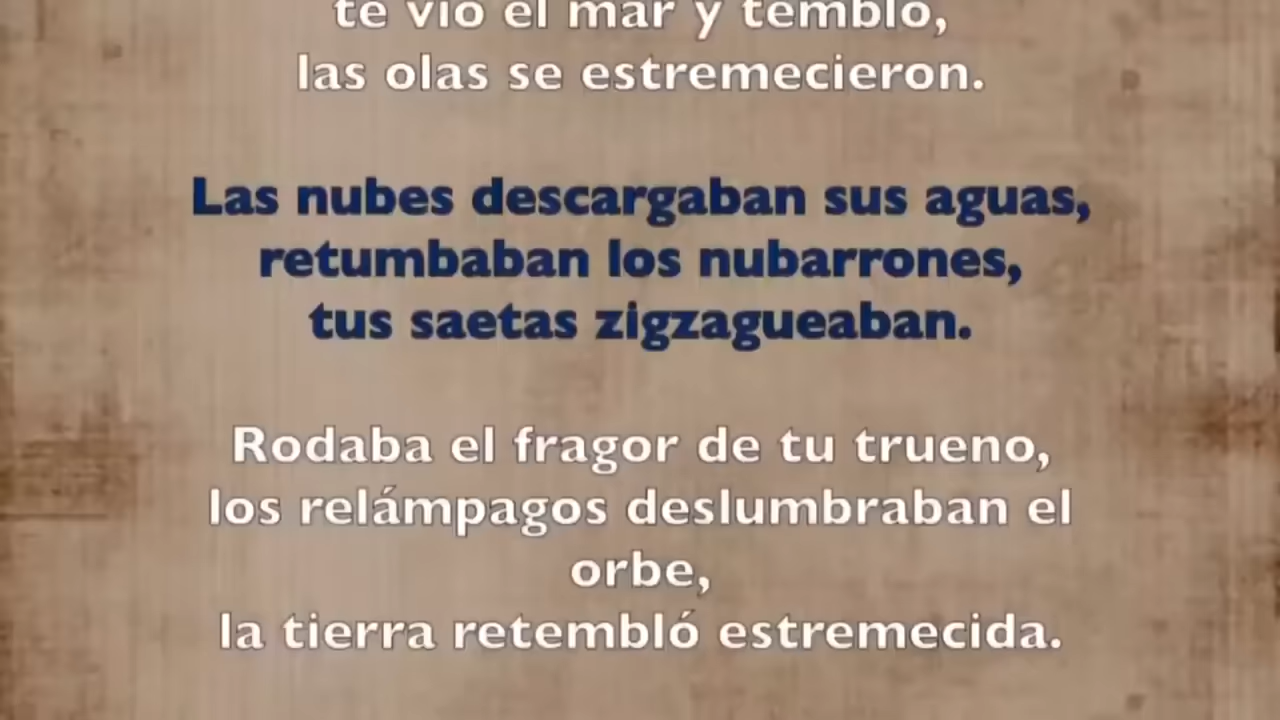 te vio el mar y tembló,
las olas se estremecieron.
Las nubes descargaban sus aguas,
retumbaban los nubarrones,
tus saetas zigzagueaban.
Rodaba el fragor de tu trueno,
los relámpagos deslumbraban el
orbe,
la tierra retembló estremecida.